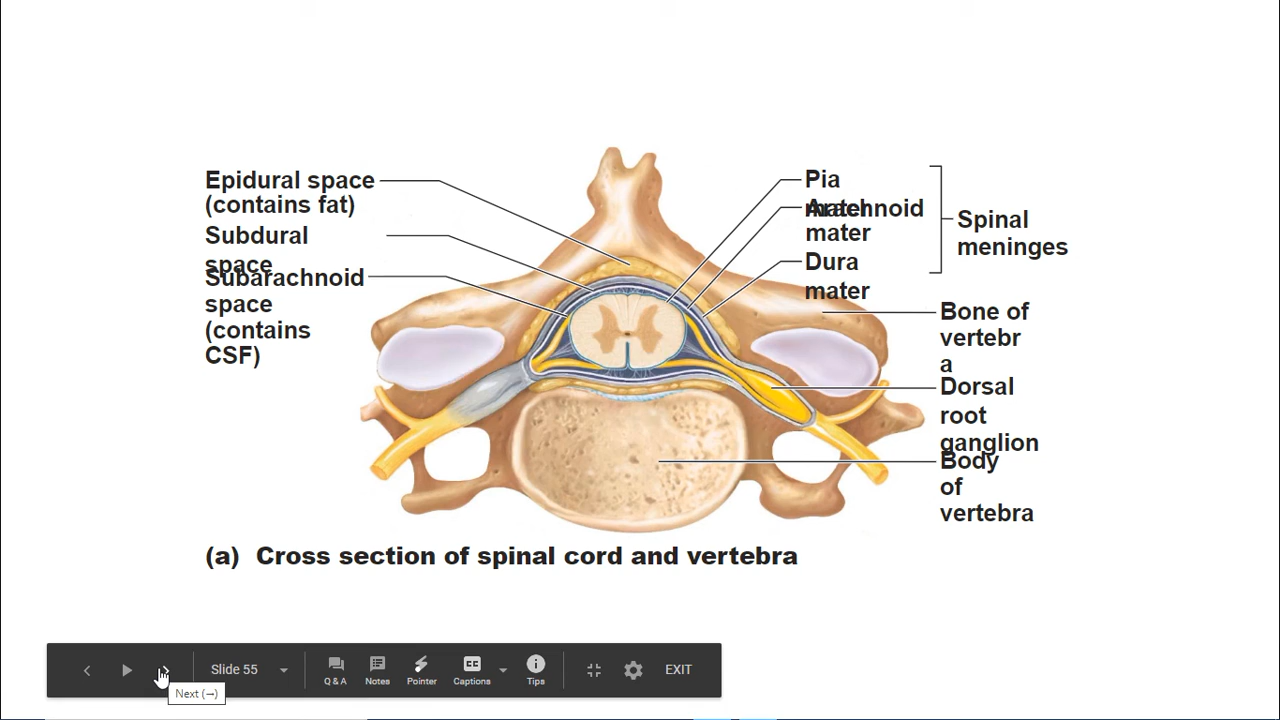 Epidural space
(contains fat)
Subdural
space
Subarachnoid
space
(contains
CSF)
Pia
mater
Arachnoid
mater
Dura
mater
Spinal
meninges
Bone of
vertebr
a
Dorsal
root
ganglion
Body
of
vertebra
(a) Cross section of spinal cord and vertebra
Slide 55
Q & A
Notes
Pointer
CC
Captions
Tips
EXIT
Next (→)